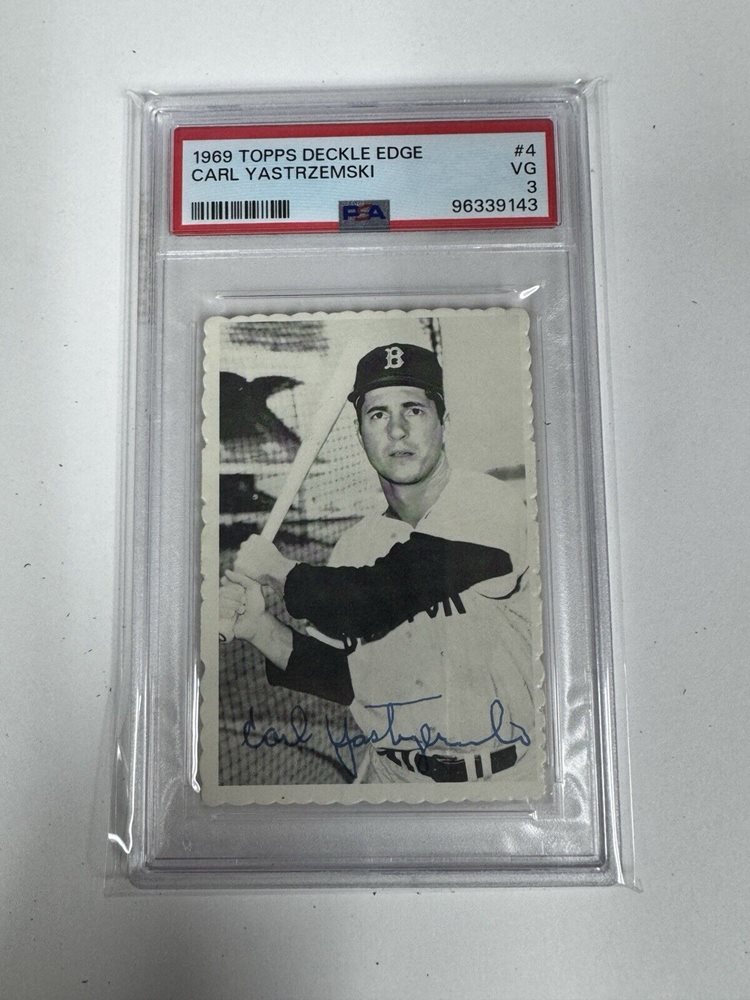 1969 TOPPS DECKLE EDGE #4
CARL YASTRZEMSKI VG
3
PSA 96339143
B
Carl Yastrzemski